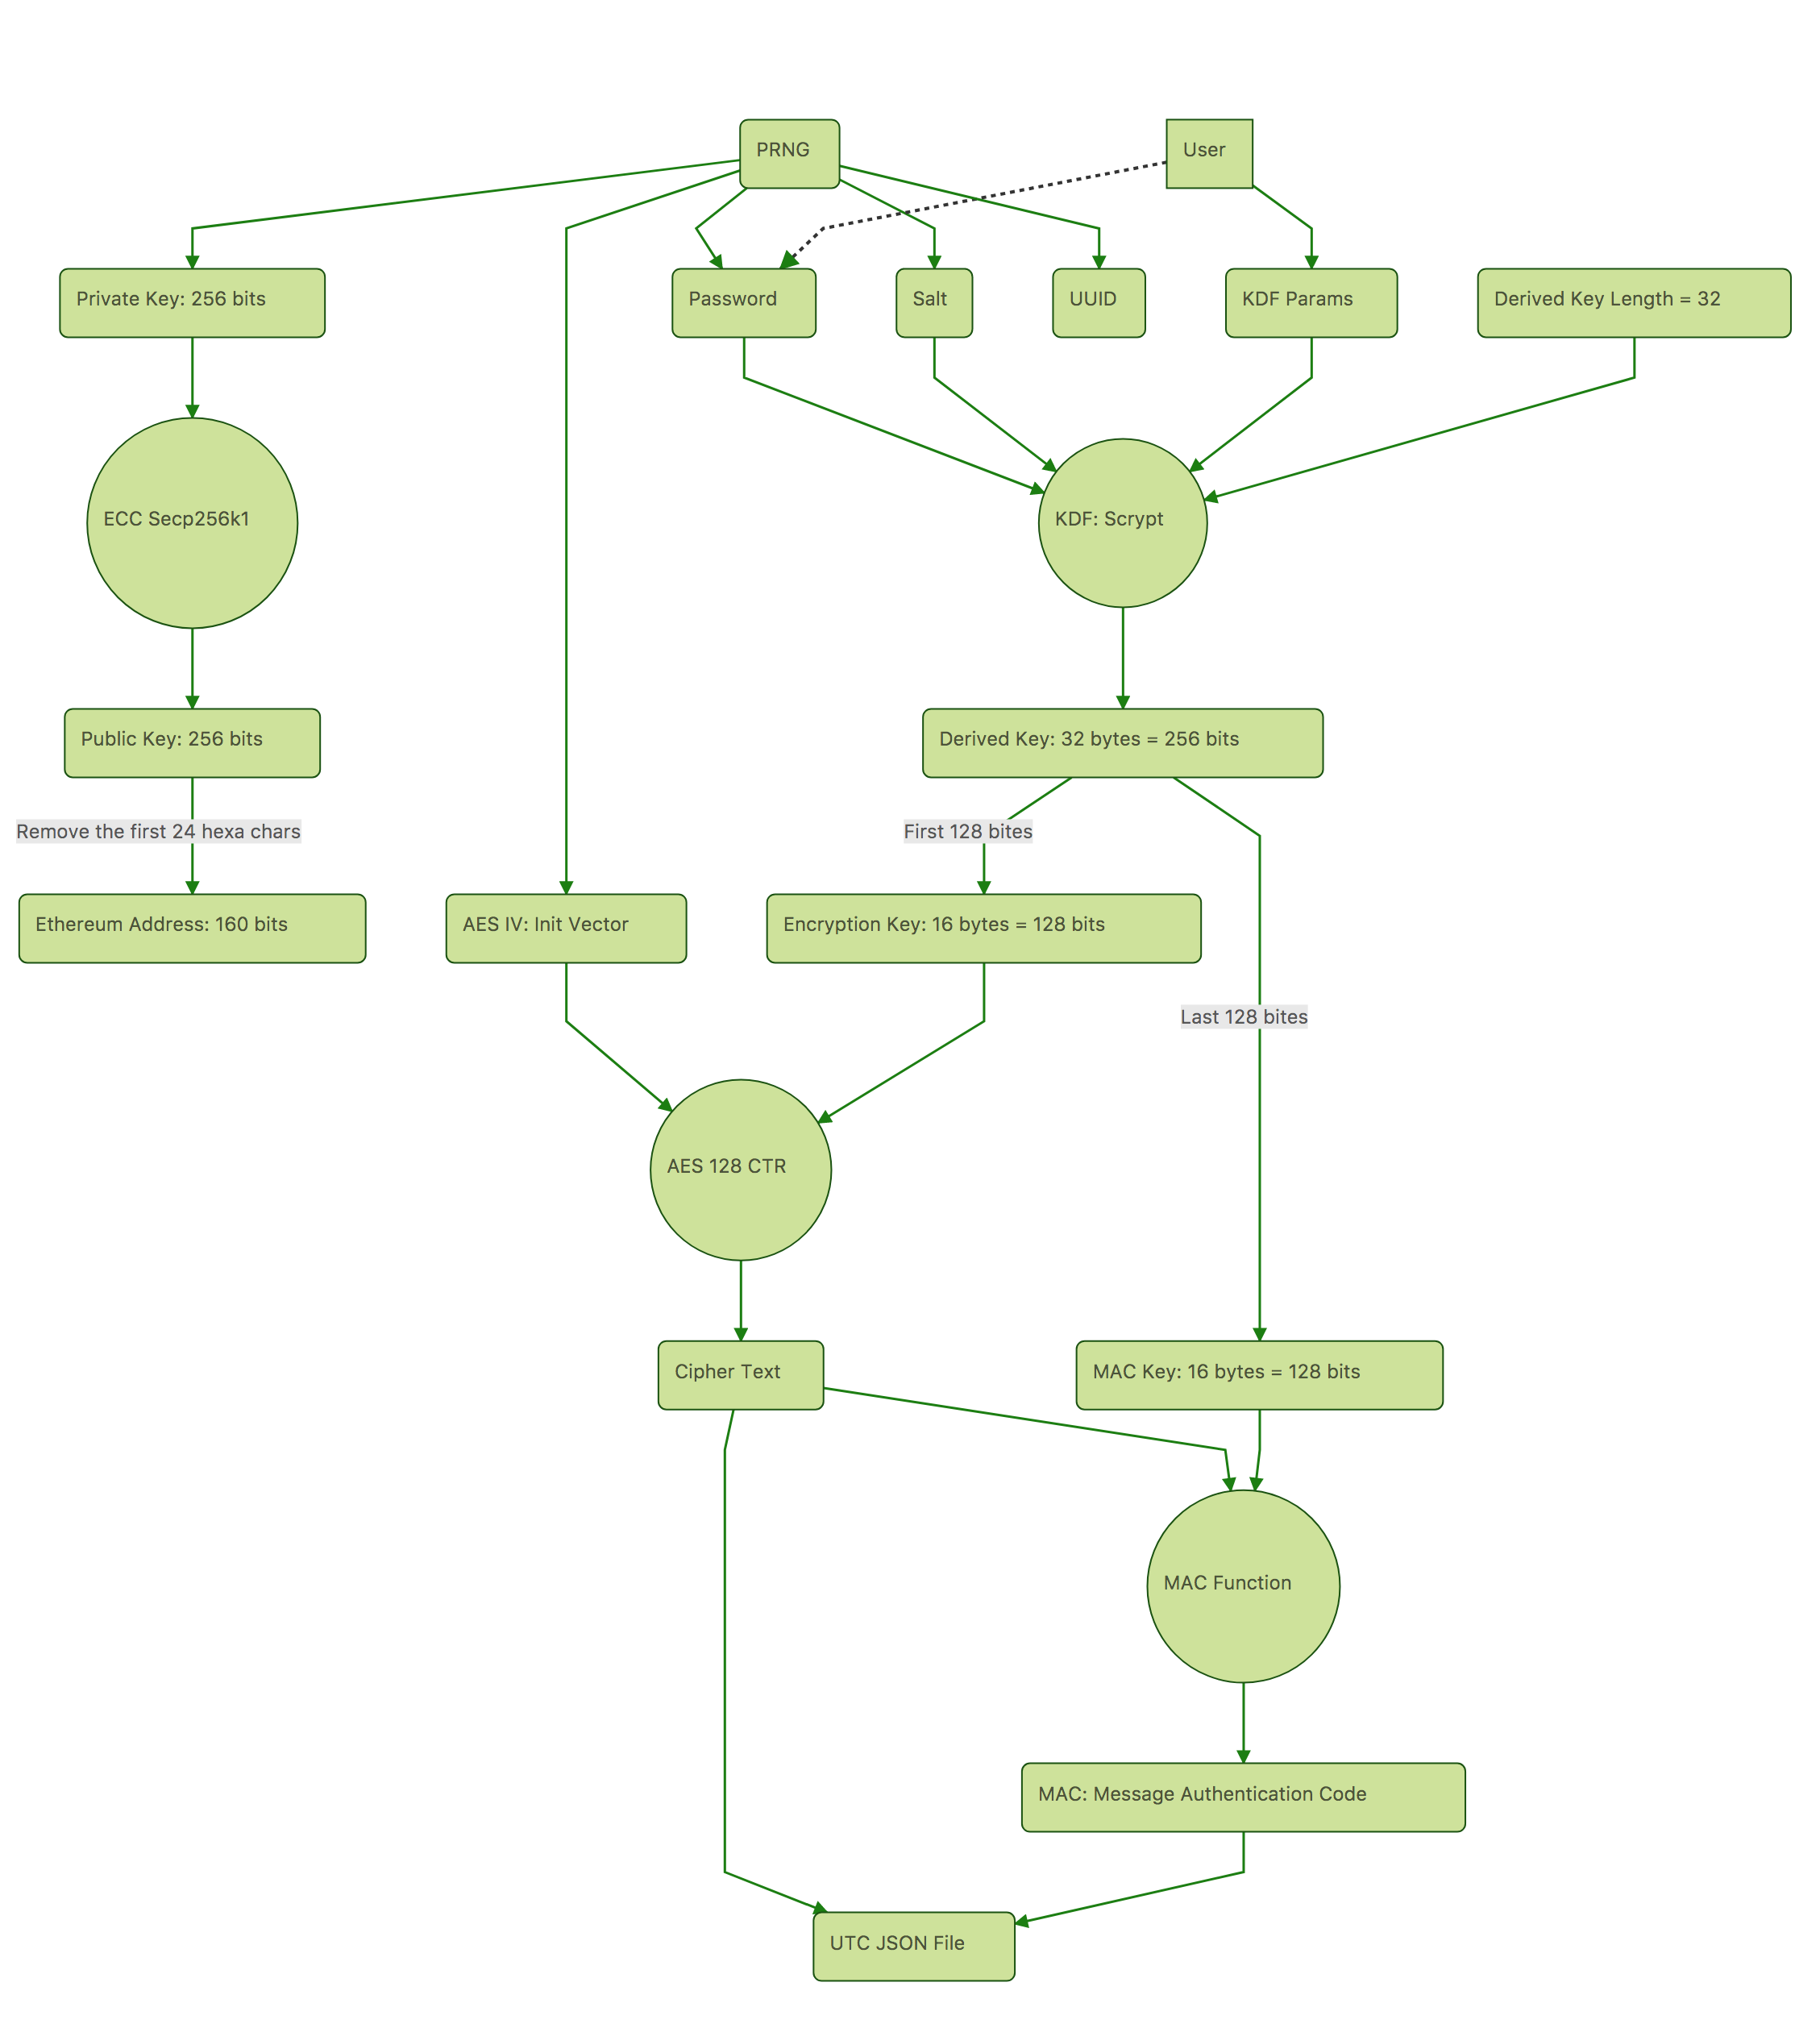 PRNG
User
Private Key: 256 bits
Password
Salt
UUID
KDF Params
Derived Key Length = 32
ECC Secp256k1
KDF: Scrypt
Public Key: 256 bits
Derived Key: 32 bytes = 256 bits
Remove the first 24 hexa chars
First 128 bites
Ethereum Address: 160 bits
AES IV: Init Vector
Encryption Key: 16 bytes = 128 bits
Last 128 bites
AES 128 CTR
Cipher Text
MAC Key: 16 bytes = 128 bits
MAC Function
MAC: Message Authentication Code
UTC JSON File